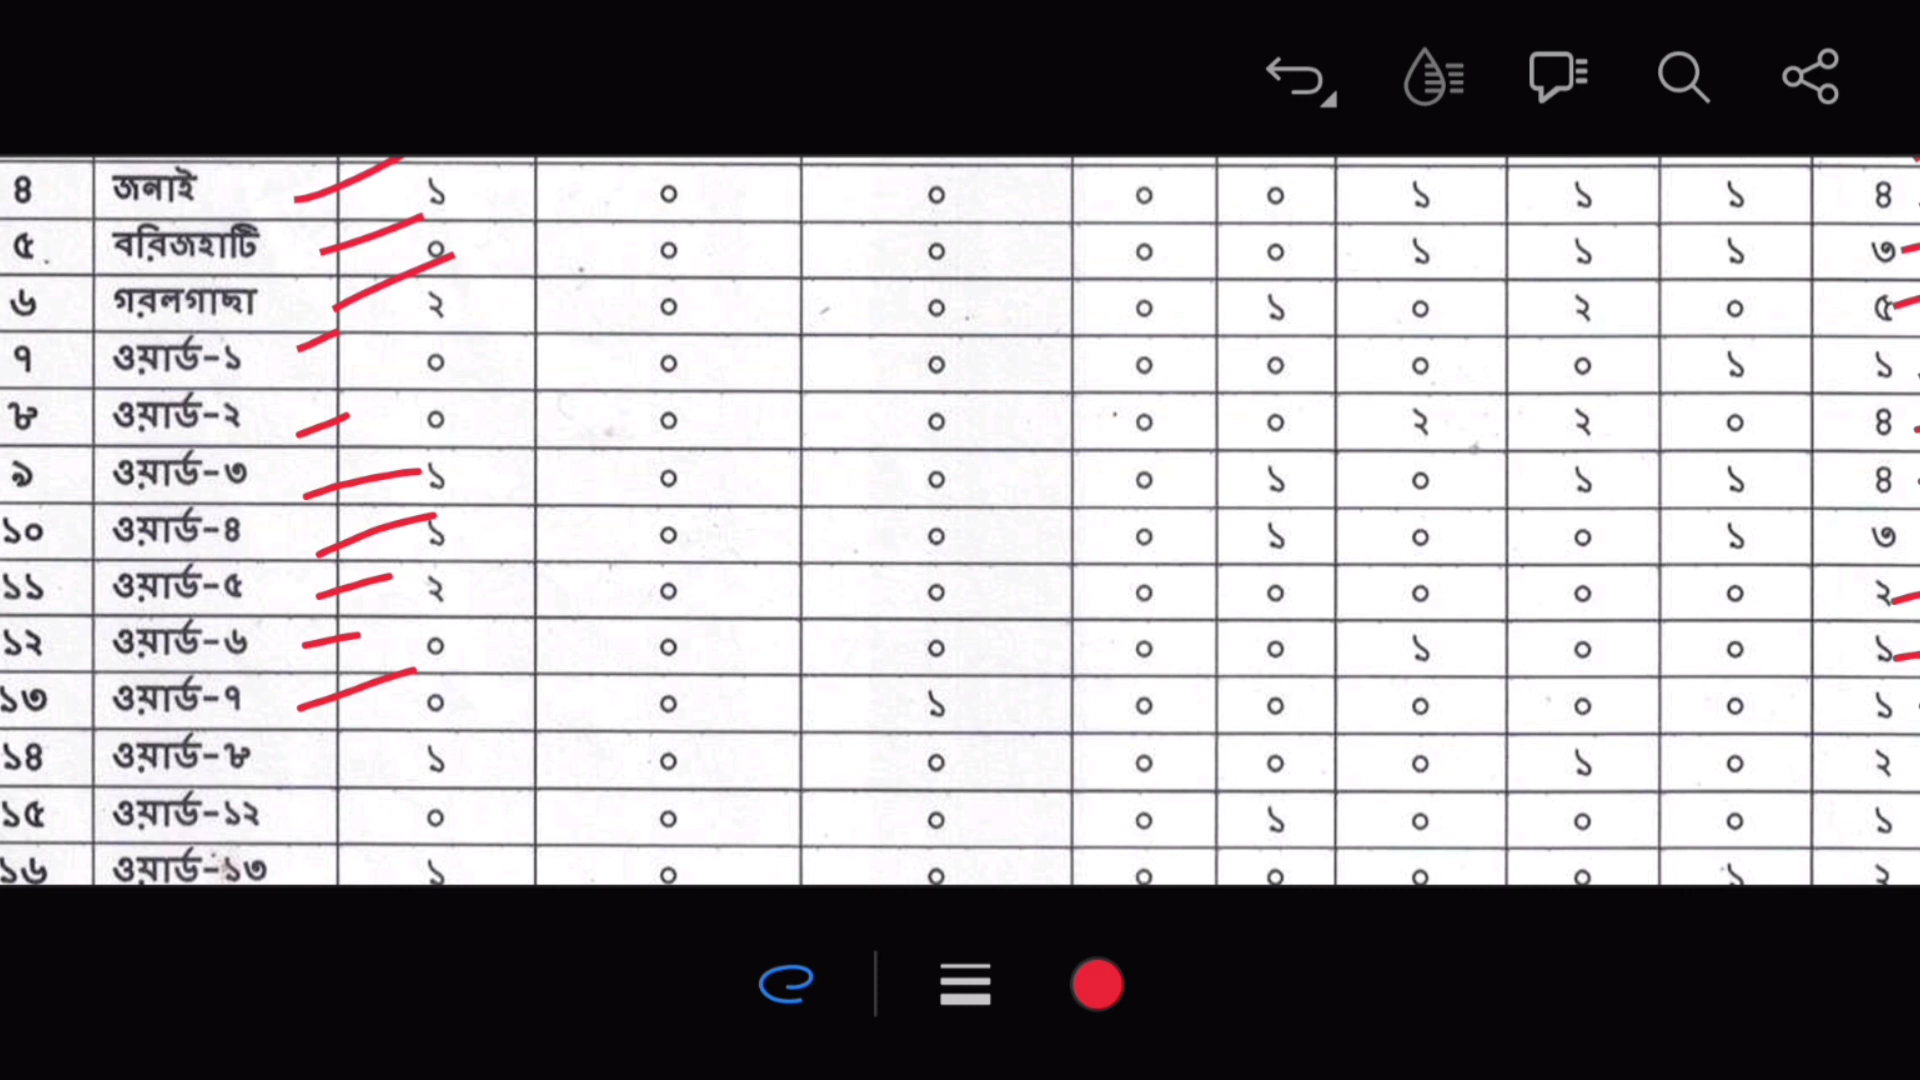 ৪ জনাই ১ ০ ০ ০ ০ ১ ১ ১ ৪
৫ বরিজহাটি ০ ০ ০ ০ ০ ১ ১ ১ ৩
৬ গরলগাছা ২ ০ ০ ০ ১ ০ ২ ০ ৫
৭ ওয়ার্ড-১ ০ ০ ০ ০ ০ ০ ০ ১ ১
৮ ওয়ার্ড-২ ০ ০ ০ ০ ০ ২ ২ ০ ৪
৯ ওয়ার্ড-৩ ১ ০ ০ ০ ১ ০ ১ ১ ৪
১০ ওয়ার্ড-৪ ১ ০ ০ ০ ১ ০ ০ ১ ৩
১১ ওয়ার্ড-৫ ২ ০ ০ ০ ০ ০ ০ ০ ২
১২ ওয়ার্ড-৬ ০ ০ ০ ০ ০ ১ ০ ০ ১
১৩ ওয়ার্ড-৭ ০ ০ ১ ০ ০ ০ ০ ০ ১
১৪ ওয়ার্ড-৮ ১ ০ ০ ০ ০ ০ ১ ০ ২
১৫ ওয়ার্ড-১২ ০ ০ ০ ০ ১ ০ ০ ০ ১
১৬ ওয়ার্ড-১৩ ১ ০ ০ ০ ০ ০ ০ ১ ২